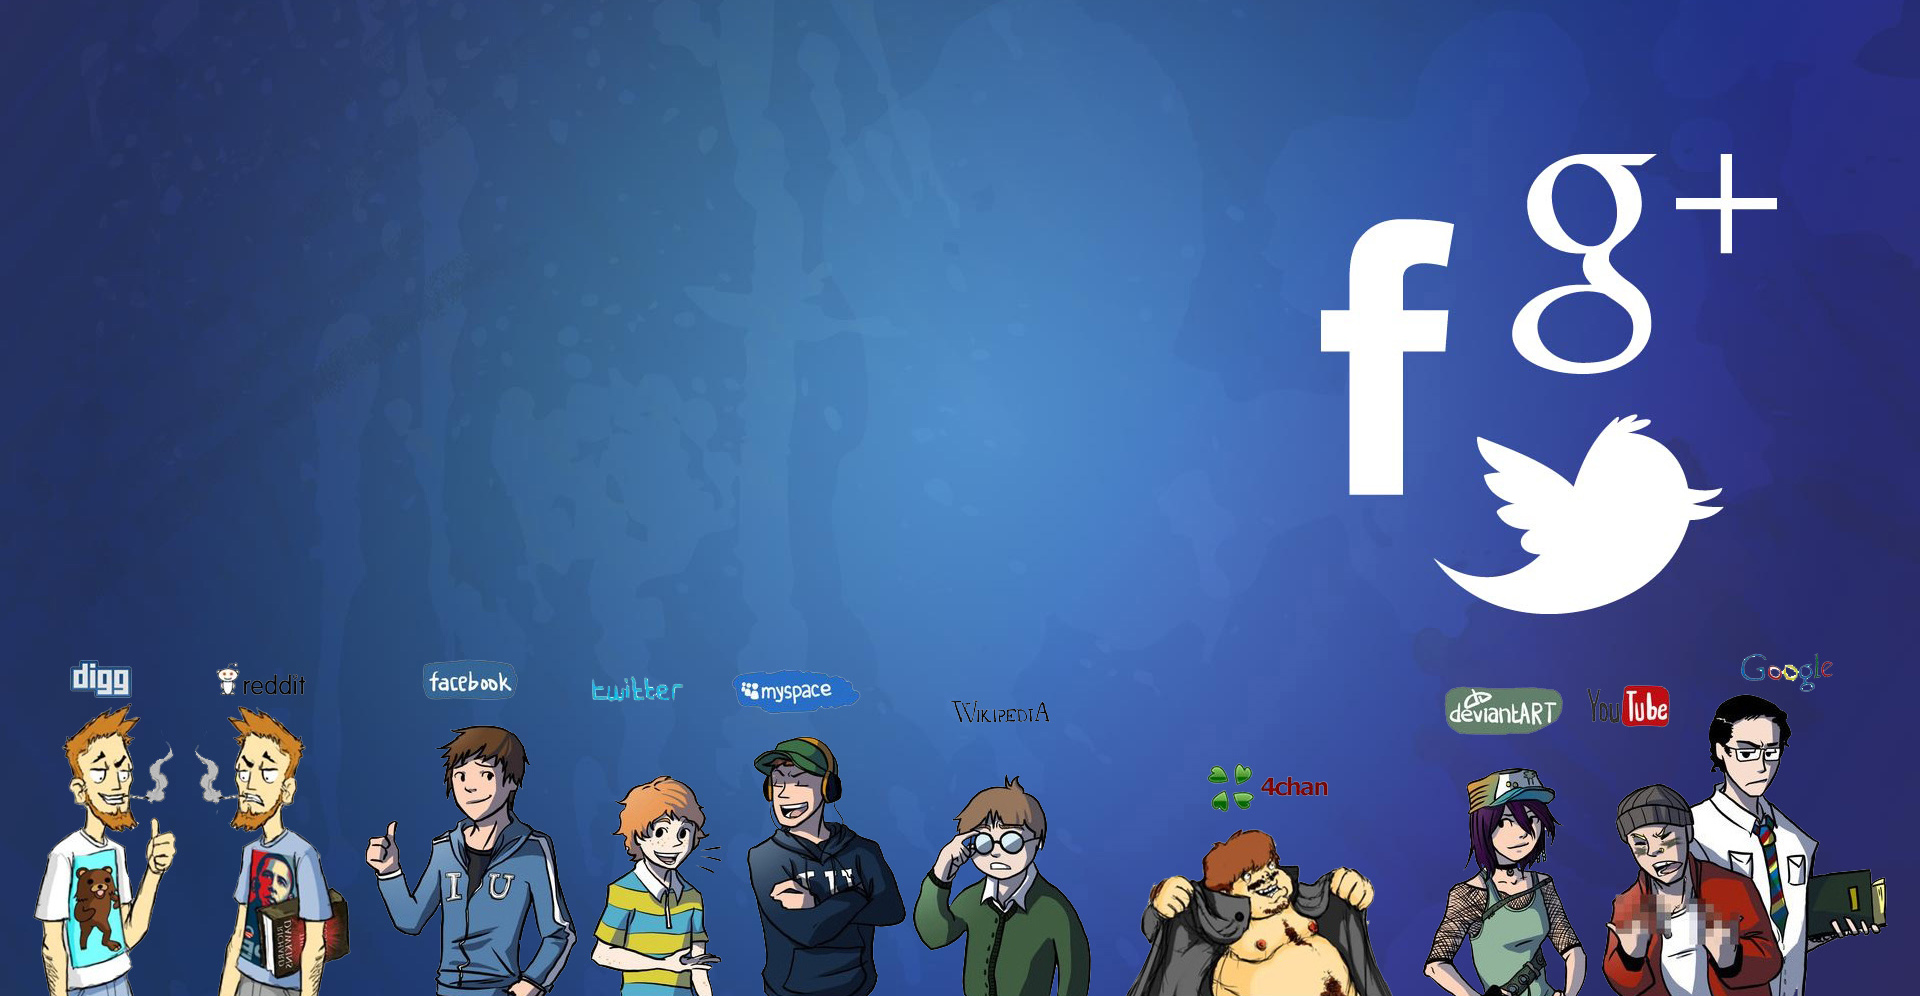 g+
f
digg
reddit
facebook
twitter
myspace
WIKIPEDIA
4chan
deviantART
YouTube
Google
I U